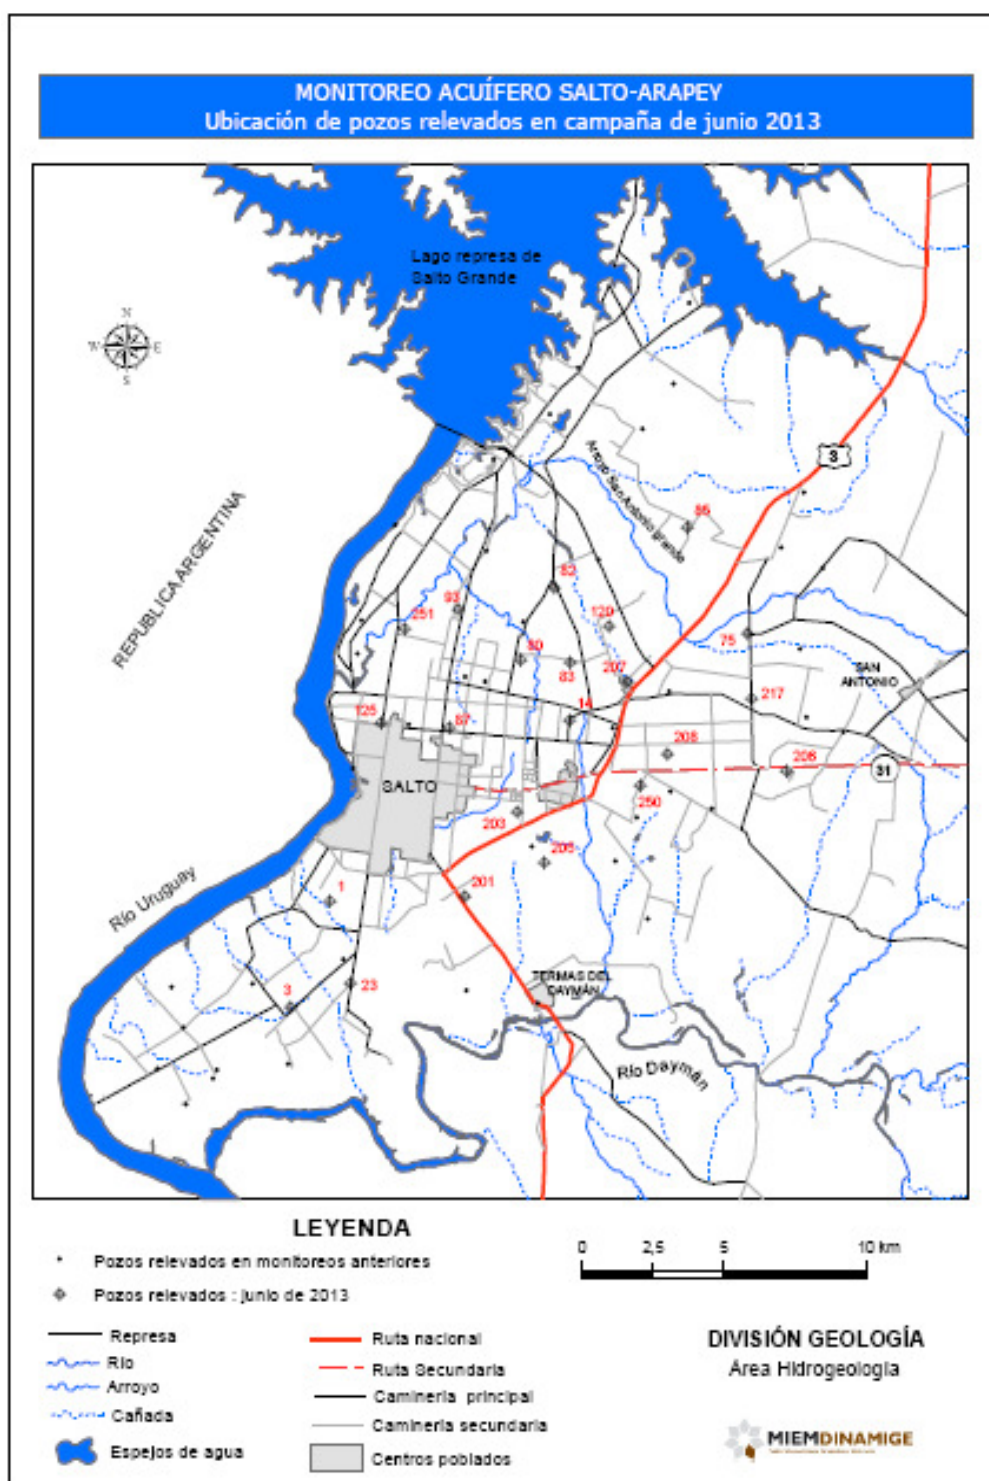 MONITOREO ACUÍFERO SALTO-ARAPEY
Ubicación de pozos relevados en campaña de junio 2013
Lago represa de
Salto Grande
N
W
E
S
3
Arroyo San Antonio grande
REPUBLICA ARGENTINA
86
82
93
251
120
75
80
83
207
SAN
ANTONIO
217
14
125
87
208
206
31
SALTO
250
203
205
Río Uruguay
1
201
TERMAS DEL
DAYMÁN
3
23
Río Daymán
LEYENDA
Pozos relevados en monitoreos anteriores
Pozos relevados : junio de 2013
Represa
Río
Arroyo
Cañada
Espejos de agua
Ruta nacional
Ruta Secundaria
Caminería principal
Caminería secundaria
Centros poblados
0 2,5 5 10 km
DIVISIÓN GEOLOGÍA
Area Hidrogeología
MIEMDINAMIGE